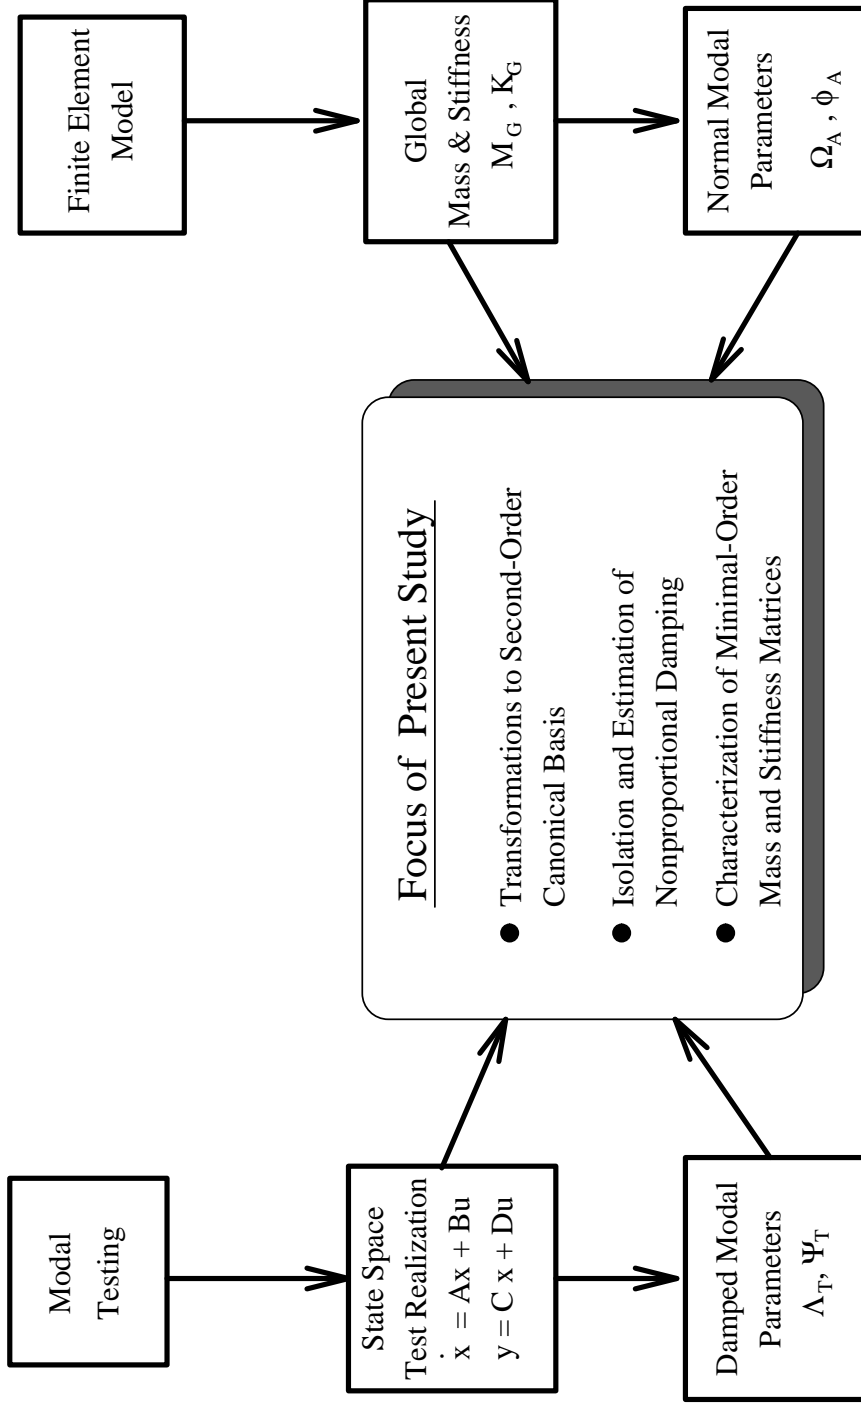 Modal
Testing
State Space
Test Realization
ẋ = Ax + Bu
y = C x + Du
Damped Modal
Parameters
Λ_T, Ψ_T
Focus of Present Study
● Transformations to Second-Order
Canonical Basis
● Isolation and Estimation of
Nonproportional Damping
● Characterization of Minimal-Order
Mass and Stiffness Matrices
Finite Element
Model
Global
Mass & Stiffness
M_G , K_G
Normal Modal
Parameters
Ω_A , ϕ_A